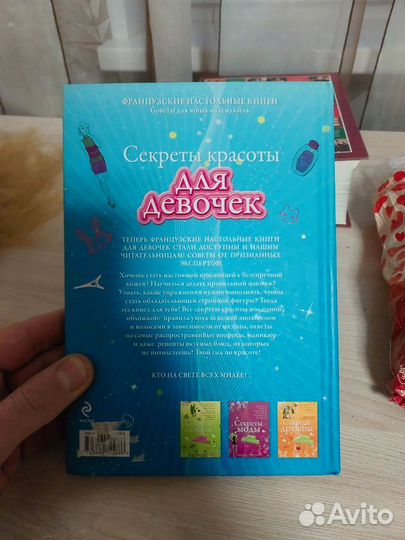 ФРАНЦУЗСКИЕ НАСТОЛЬНЫЕ КНИГИ
Советы для юных мадемуазель
Секреты красоты
для
девочек
ТЕПЕРЬ ФРАНЦУЗСКИЕ НАСТОЛЬНЫЕ КНИГИ
ДЛЯ ДЕВОЧЕК СТАЛИ ДОСТУПНЫ И НАШИМ
ЧИТАТЕЛЬНИЦАМ! СОВЕТЫ ОТ ПРИЗНАННЫХ
ЭКСПЕРТОВ!
Хочешь стать настоящей красавицей с безупречной
кожей? Научиться делать правильный макияж?
Узнать, какие упражнения нужно выполнять, чтобы
стать обладательницей стройной фигуры? Тогда
эта книга для тебя! Все секреты красоты под одной
обложкой: правила ухода за кожей лица, телом
и волосами в зависимости от их типа, ответы
на самые распространенные вопросы, маникюр
и даже рецепты вкусных блюд, от которых
не потолстеешь! Твой гид по красоте!
КТО НА СВЕТЕ ВСЕХ МИЛЕЕ?
Секреты
моды
Секреты
дружбы
Avito